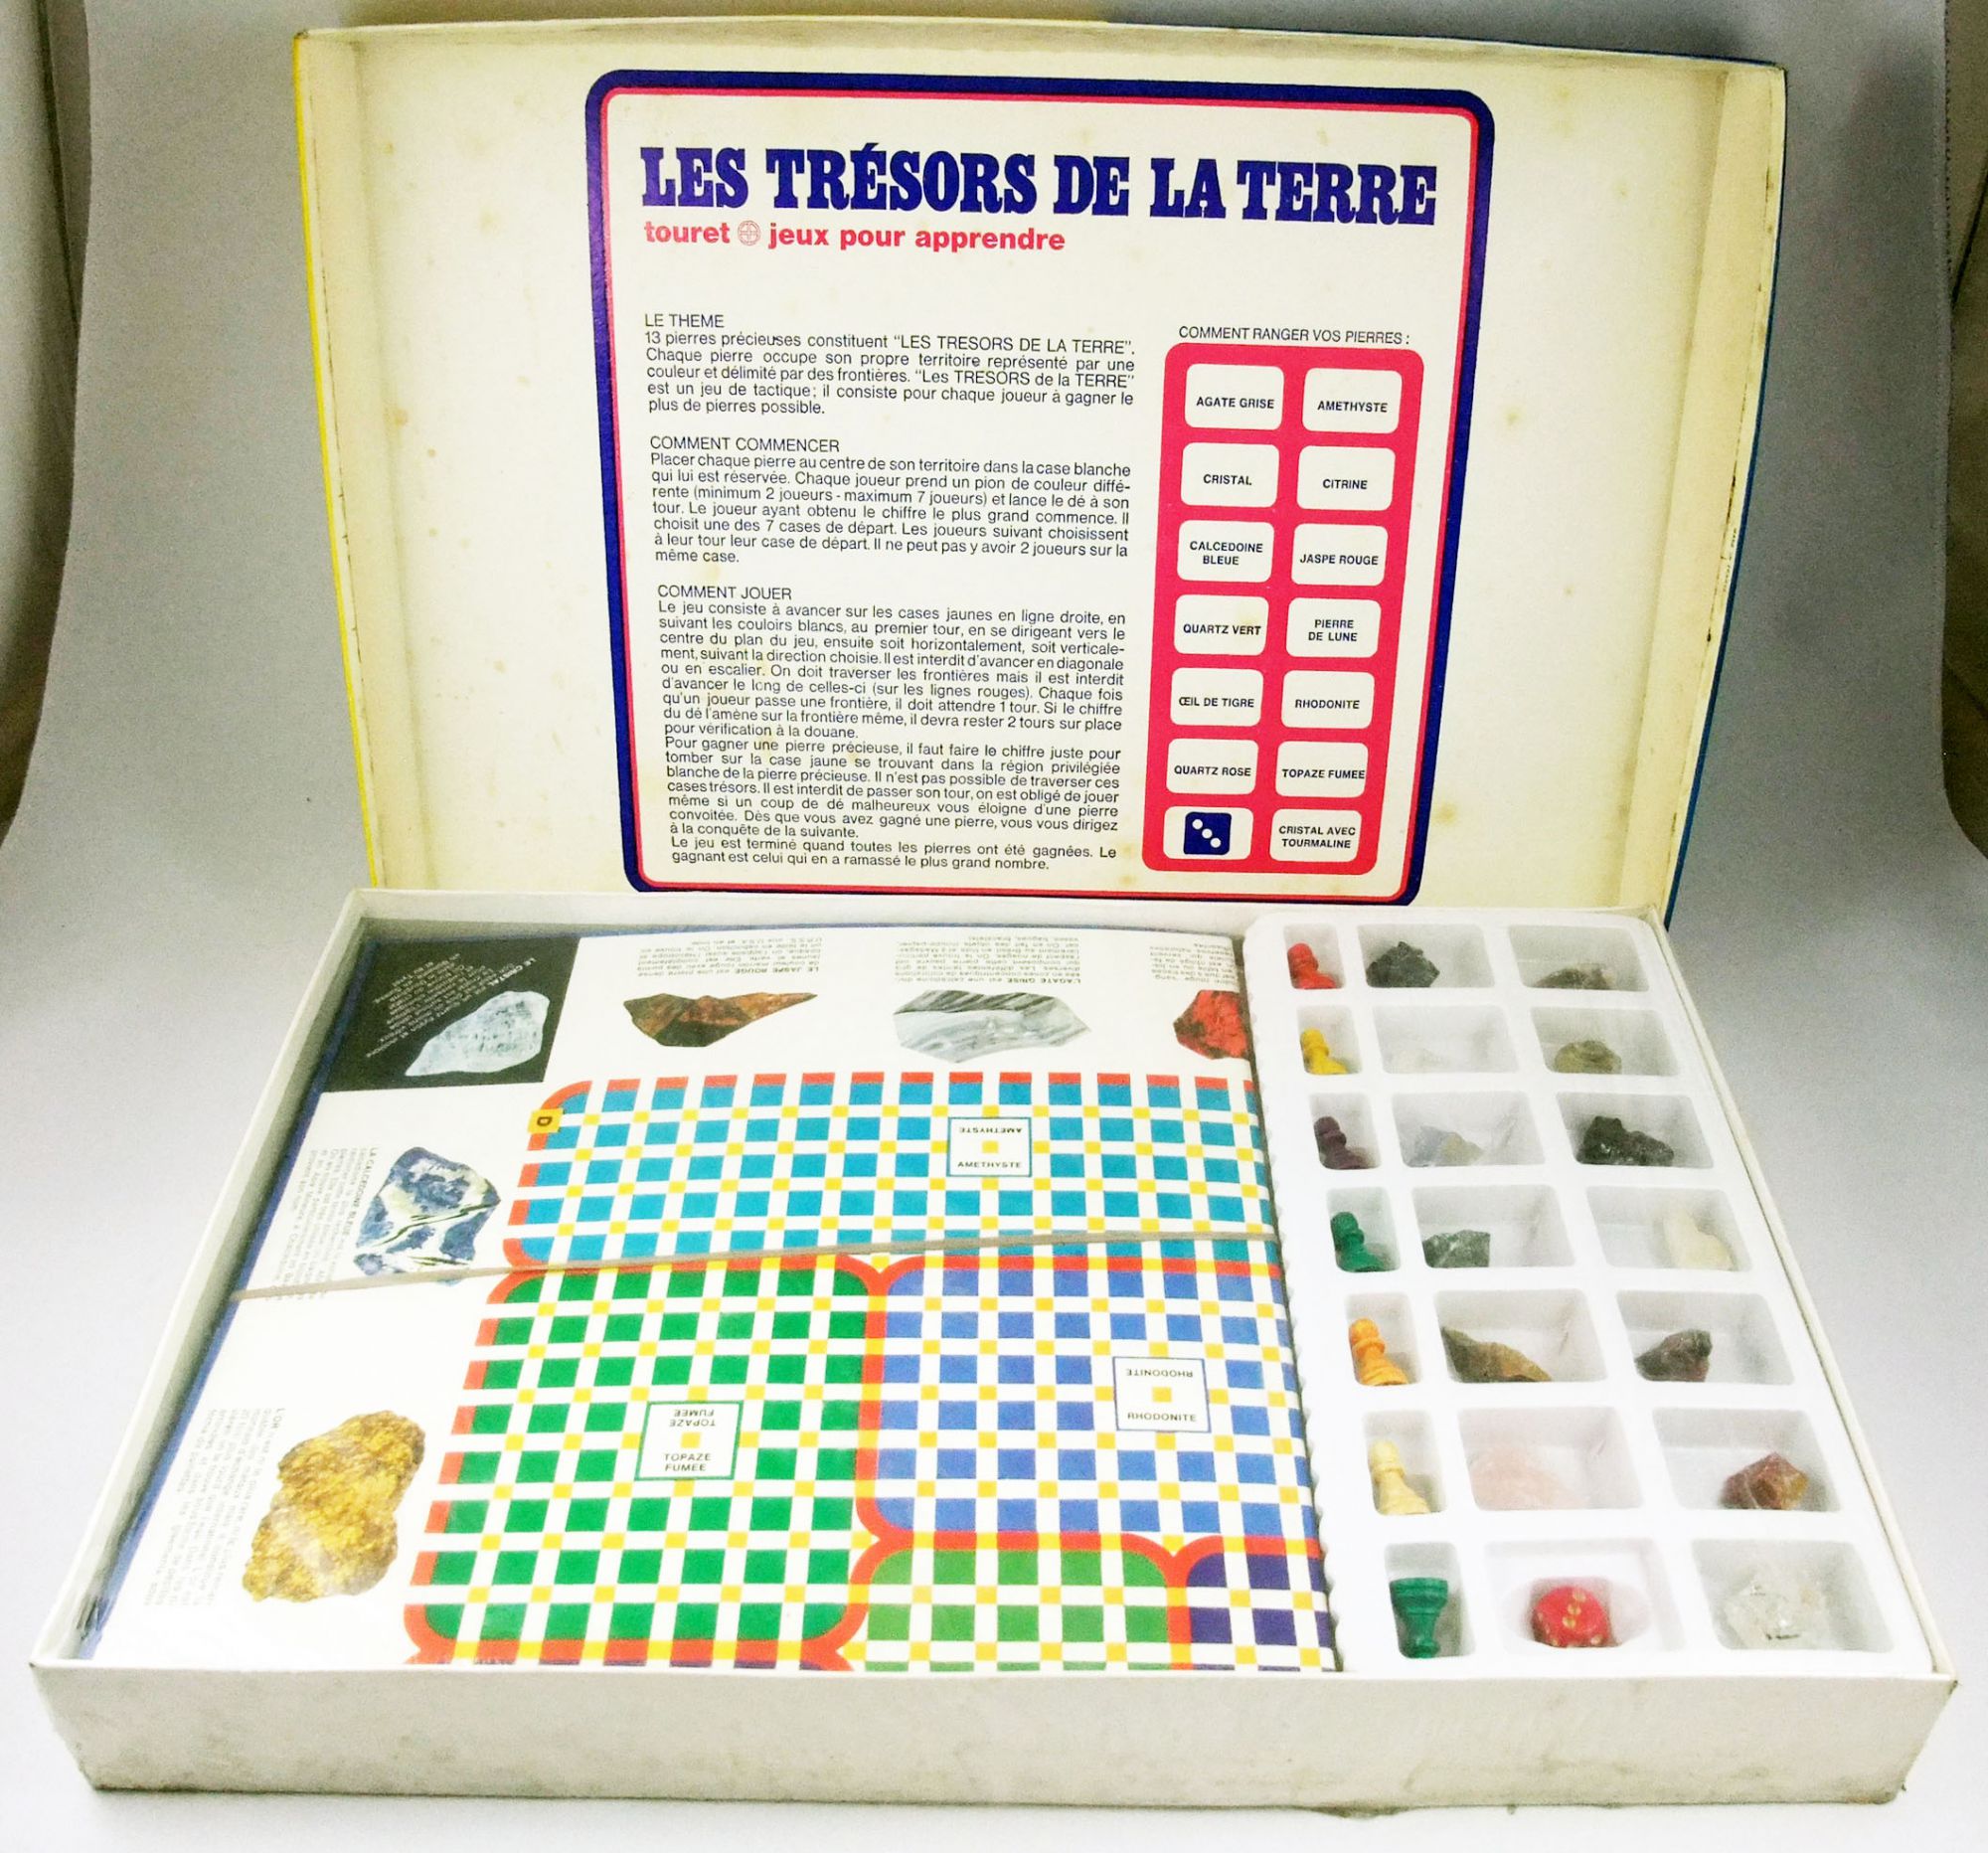 LES TRÉSORS DE LA TERRE
touret jeux pour apprendre
LE THEME
13 pierres précieuses constituent “LES TRESORS DE LA TERRE”.
Chaque pierre occupe son propre territoire représenté par une
couleur et délimité par des frontières. “Les TRESORS de la TERRE”
est un jeu de tactique; il consiste pour chaque joueur à gagner le
plus de pierres possible.
COMMENT COMMENCER
Placer chaque pierre au centre de son territoire dans la case blanche
qui lui est réservée. Chaque joueur prend un pion de couleur diffé-
rente (minimum 2 joueurs - maximum 7 joueurs) et lance le dé à son
tour. Le joueur ayant obtenu le chiffre le plus grand commence. Il
choisit une des 7 cases de départ. Les joueurs suivant choisissent
à leur tour leur case de départ. Il ne peut pas y avoir 2 joueurs sur la
même case.
COMMENT JOUER
Le jeu consiste à avancer sur les cases jaunes en ligne droite, en
suivant les couloirs blancs, au premier tour, en se dirigeant vers le
centre du plan du jeu, ensuite soit horizontalement, soit verticale-
ment, suivant la direction choisie. Il est interdit d'avancer en diagonale
ou en escalier. On doit traverser les frontières mais il est interdit
d'avancer le long de celles-ci (sur les lignes rouges). Chaque fois
qu'un joueur passe une frontière, il doit attendre 1 tour. Si le chiffre
du dé l'amène sur la frontière même, il devra rester 2 tours sur place
pour vérification à la douane.
Pour gagner une pierre précieuse, il faut faire le chiffre juste pour
tomber sur la case jaune se trouvant dans la région privilégiée
blanche de la pierre précieuse. Il n'est pas possible de traverser ces
cases trésors. Il est interdit de passer son tour, on est obligé de jouer
même si un coup de dé malheureux vous éloigne d'une pierre
convoitée. Dès que vous avez gagné une pierre, vous vous dirigez
à la conquête de la suivante.
Le jeu est terminé quand toutes les pierres ont été gagnées. Le
gagnant est celui qui en a ramassé le plus grand nombre.
COMMENT RANGER VOS PIERRES :
AGATE GRISE
AMETHYSTE
CRISTAL
CITRINE
CALCEDOINE
BLEUE
JASPE ROUGE
QUARTZ VERT
PIERRE
DE LUNE
ŒIL DE TIGRE
RHODONITE
QUARTZ ROSE
TOPAZE FUMEE
CRISTAL AVEC
TOURMALINE
LE CRISTAL
LE JASPE ROUGE est une
L'AGATE GRISE est une
LA CALCEDOINE BLEUE
L'OR
D
AMETHYSTE
AMETHYSTE
RHODONITE
RHODONITE
TOPAZE
FUMEE
TOPAZE
FUMEE